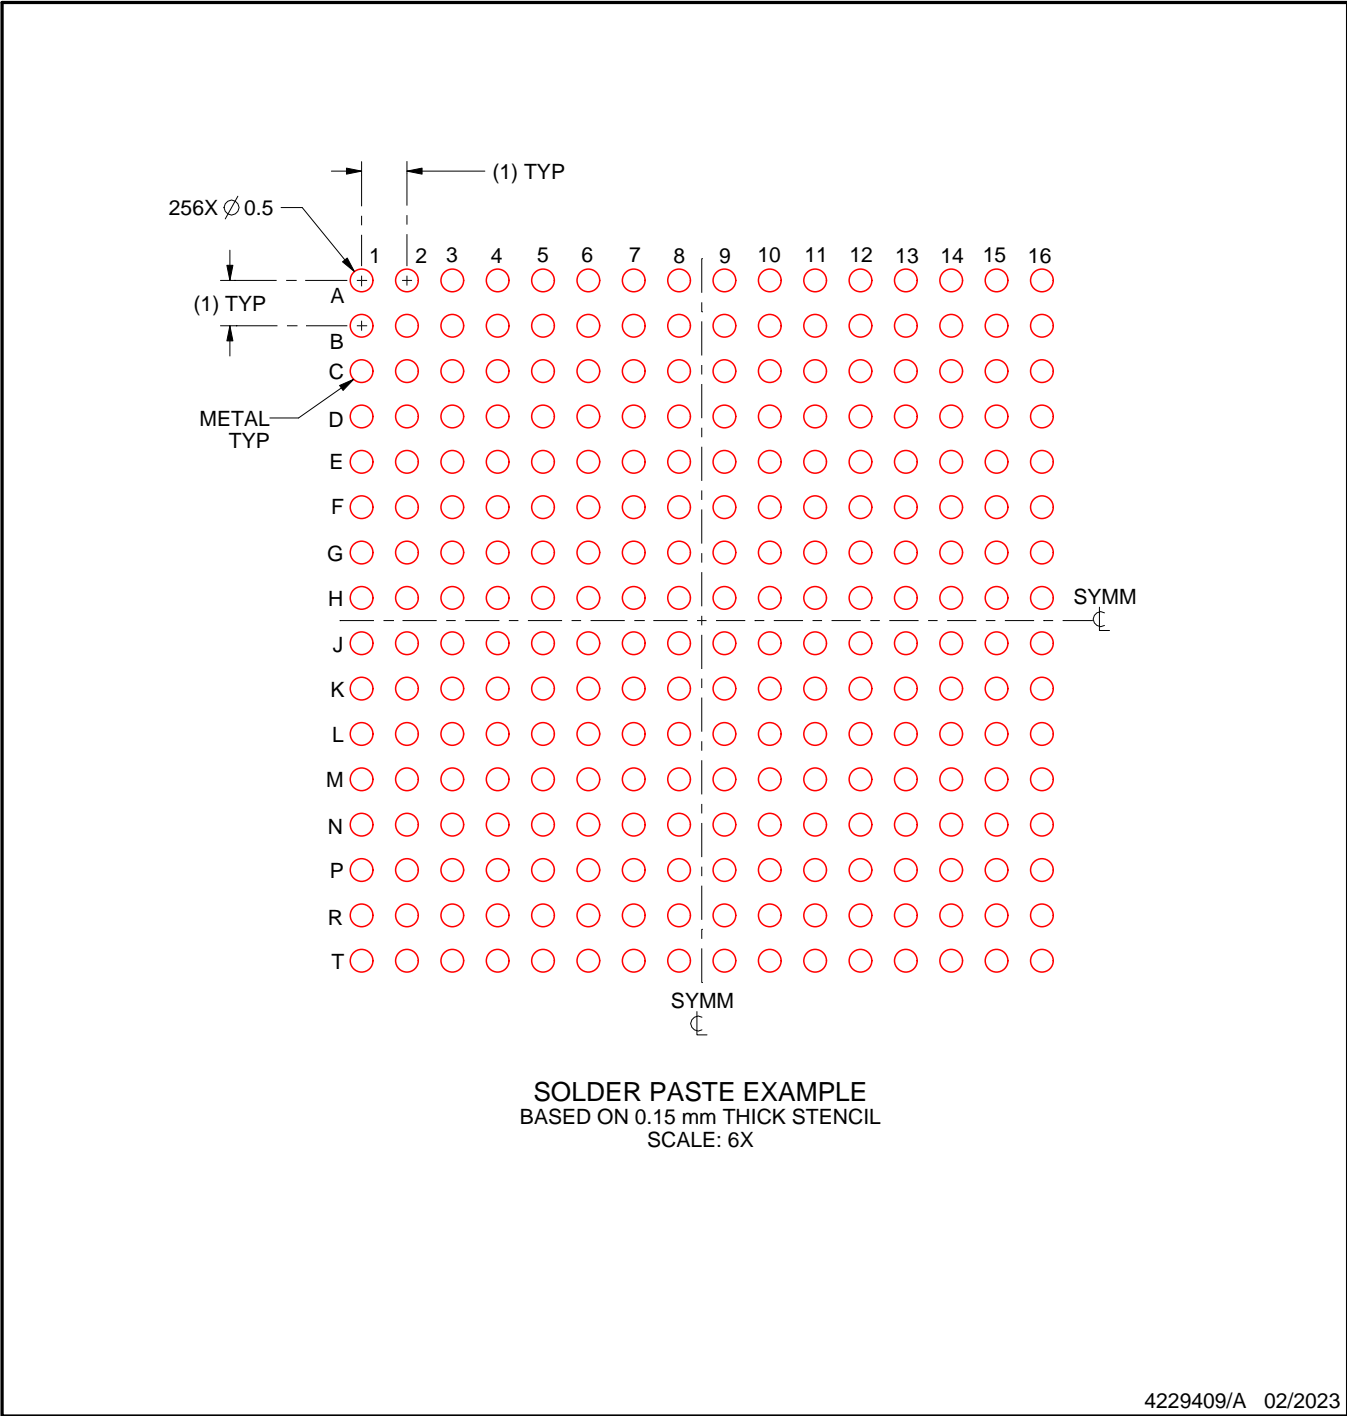 (1) TYP
256X ∅ 0.5
1 2 3 4 5 6 7 8 9 10 11 12 13 14 15 16
A
(1) TYP
B
C
METAL
TYP
D
E
F
G
H
SYMM
℄
J
K
L
M
N
P
R
T
SYMM
℄
SOLDER PASTE EXAMPLE
BASED ON 0.15 mm THICK STENCIL
SCALE: 6X
4229409/A 02/2023